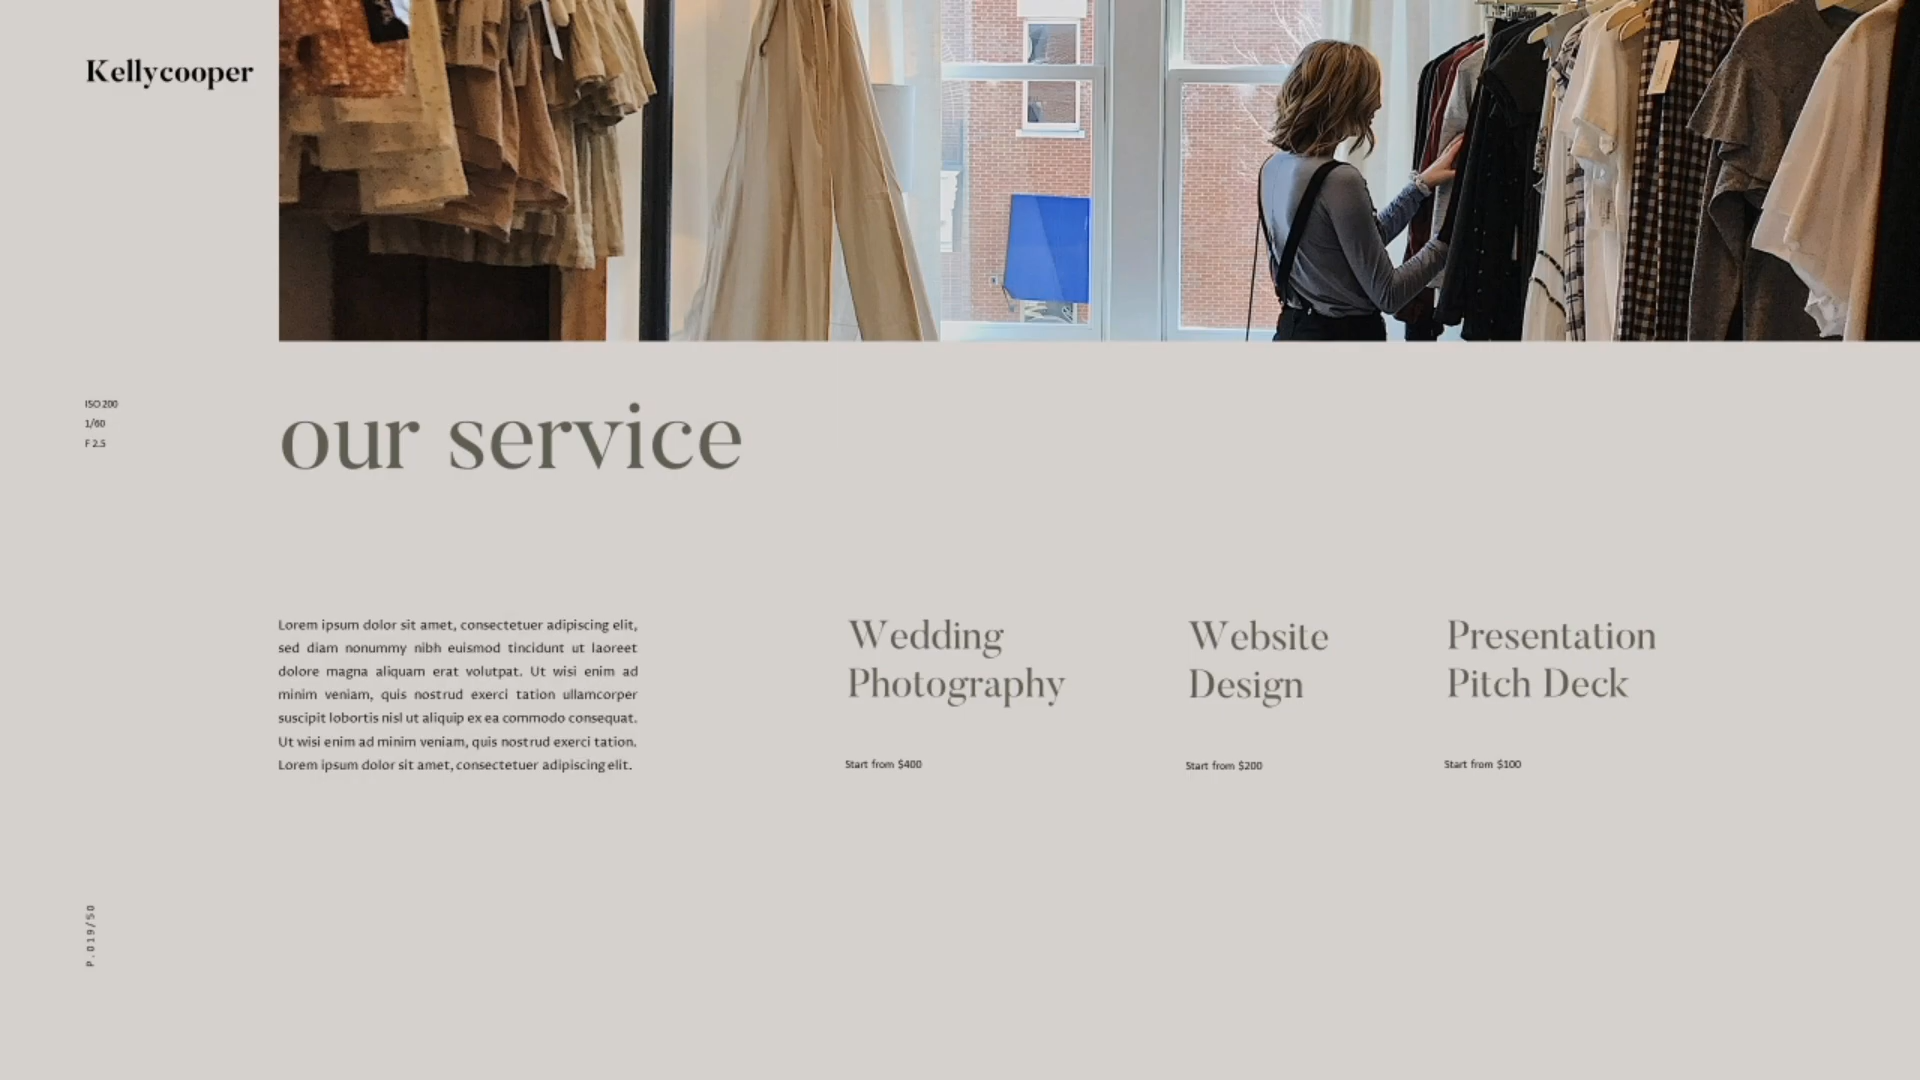 Kellycooper
ISO 200
1/60
F 2.5
our service
Lorem ipsum dolor sit amet, consectetuer adipiscing elit,
sed diam nonummy nibh euismod tincidunt ut laoreet
dolore magna aliquam erat volutpat. Ut wisi enim ad
minim veniam, quis nostrud exerci tation ullamcorper
suscipit lobortis nisl ut aliquip ex ea commodo consequat.
Ut wisi enim ad minim veniam, quis nostrud exerci tation.
Lorem ipsum dolor sit amet, consectetuer adipiscing elit.
Wedding
Photography
Start from $400
Website
Design
Start from $200
Presentation
Pitch Deck
Start from $100
P.019/50